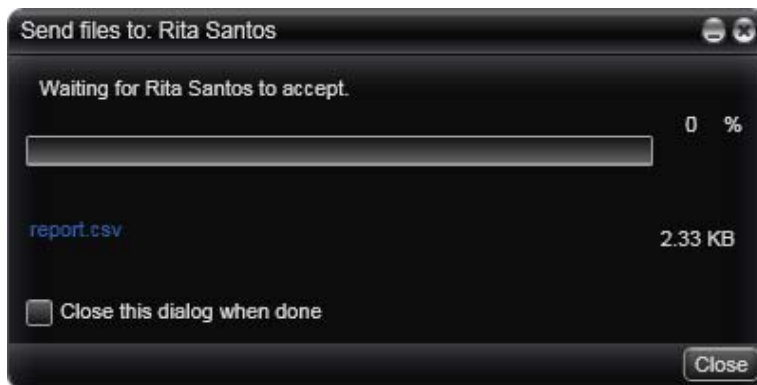 Send files to: Rita Santos
Waiting for Rita Santos to accept.
0 %
report.csv
2.33 KB
Close this dialog when done
Close